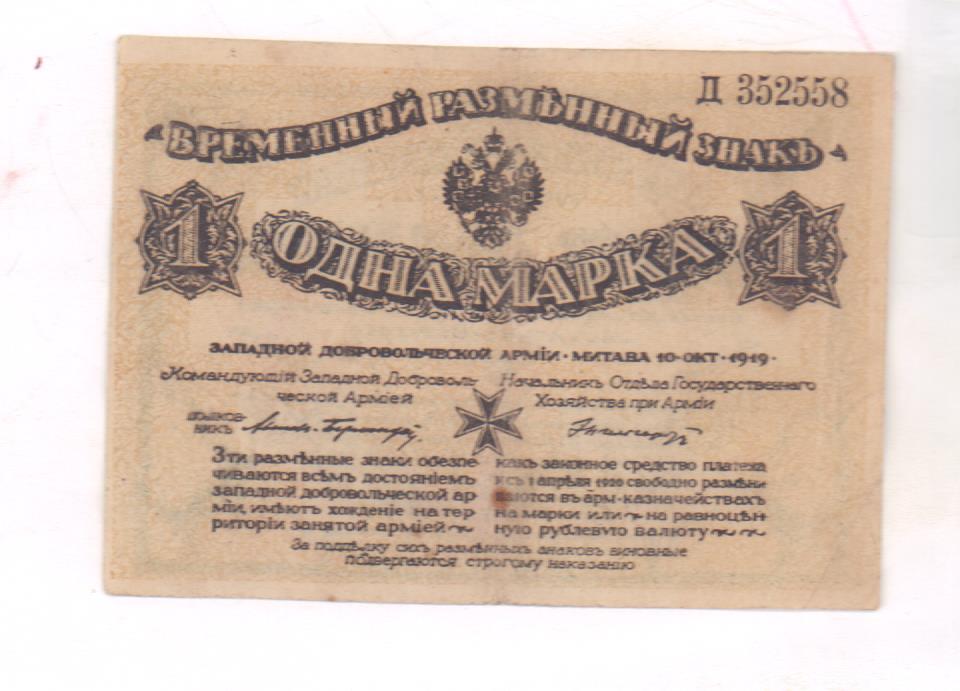 Д 352558
ВРЕМЕННЫЙ РАЗМѢННЫЙ ЗНАКЪ
1 1
ОДНА МАРКА
ЗАПАДНОЙ ДОБРОВОЛЬЧЕСКОЙ АРМІИ · МИТАВА 10·ОКТ·1919·
Командующій Западной Доброволь-
ческой Арміей
полков-
никъ
Начальникъ Отдѣла Государственнаго
Хозяйства при Арміи
Эти размѣнные знаки обезпе-
чиваются всѣмъ достояніемъ
западной добровольческой ар-
міи, имѣютъ хожденіе на тер-
риторіи занятой арміей
какъ законное средство платежа
и съ 1 апрѣля 1920 свободно размѣни-
ваются въ арм·казначействахъ
на марки или на равноцѣн-
ную рублевую валюту
За поддѣлку сихъ размѣнныхъ знаковъ виновные
подвергаются строгому наказанію